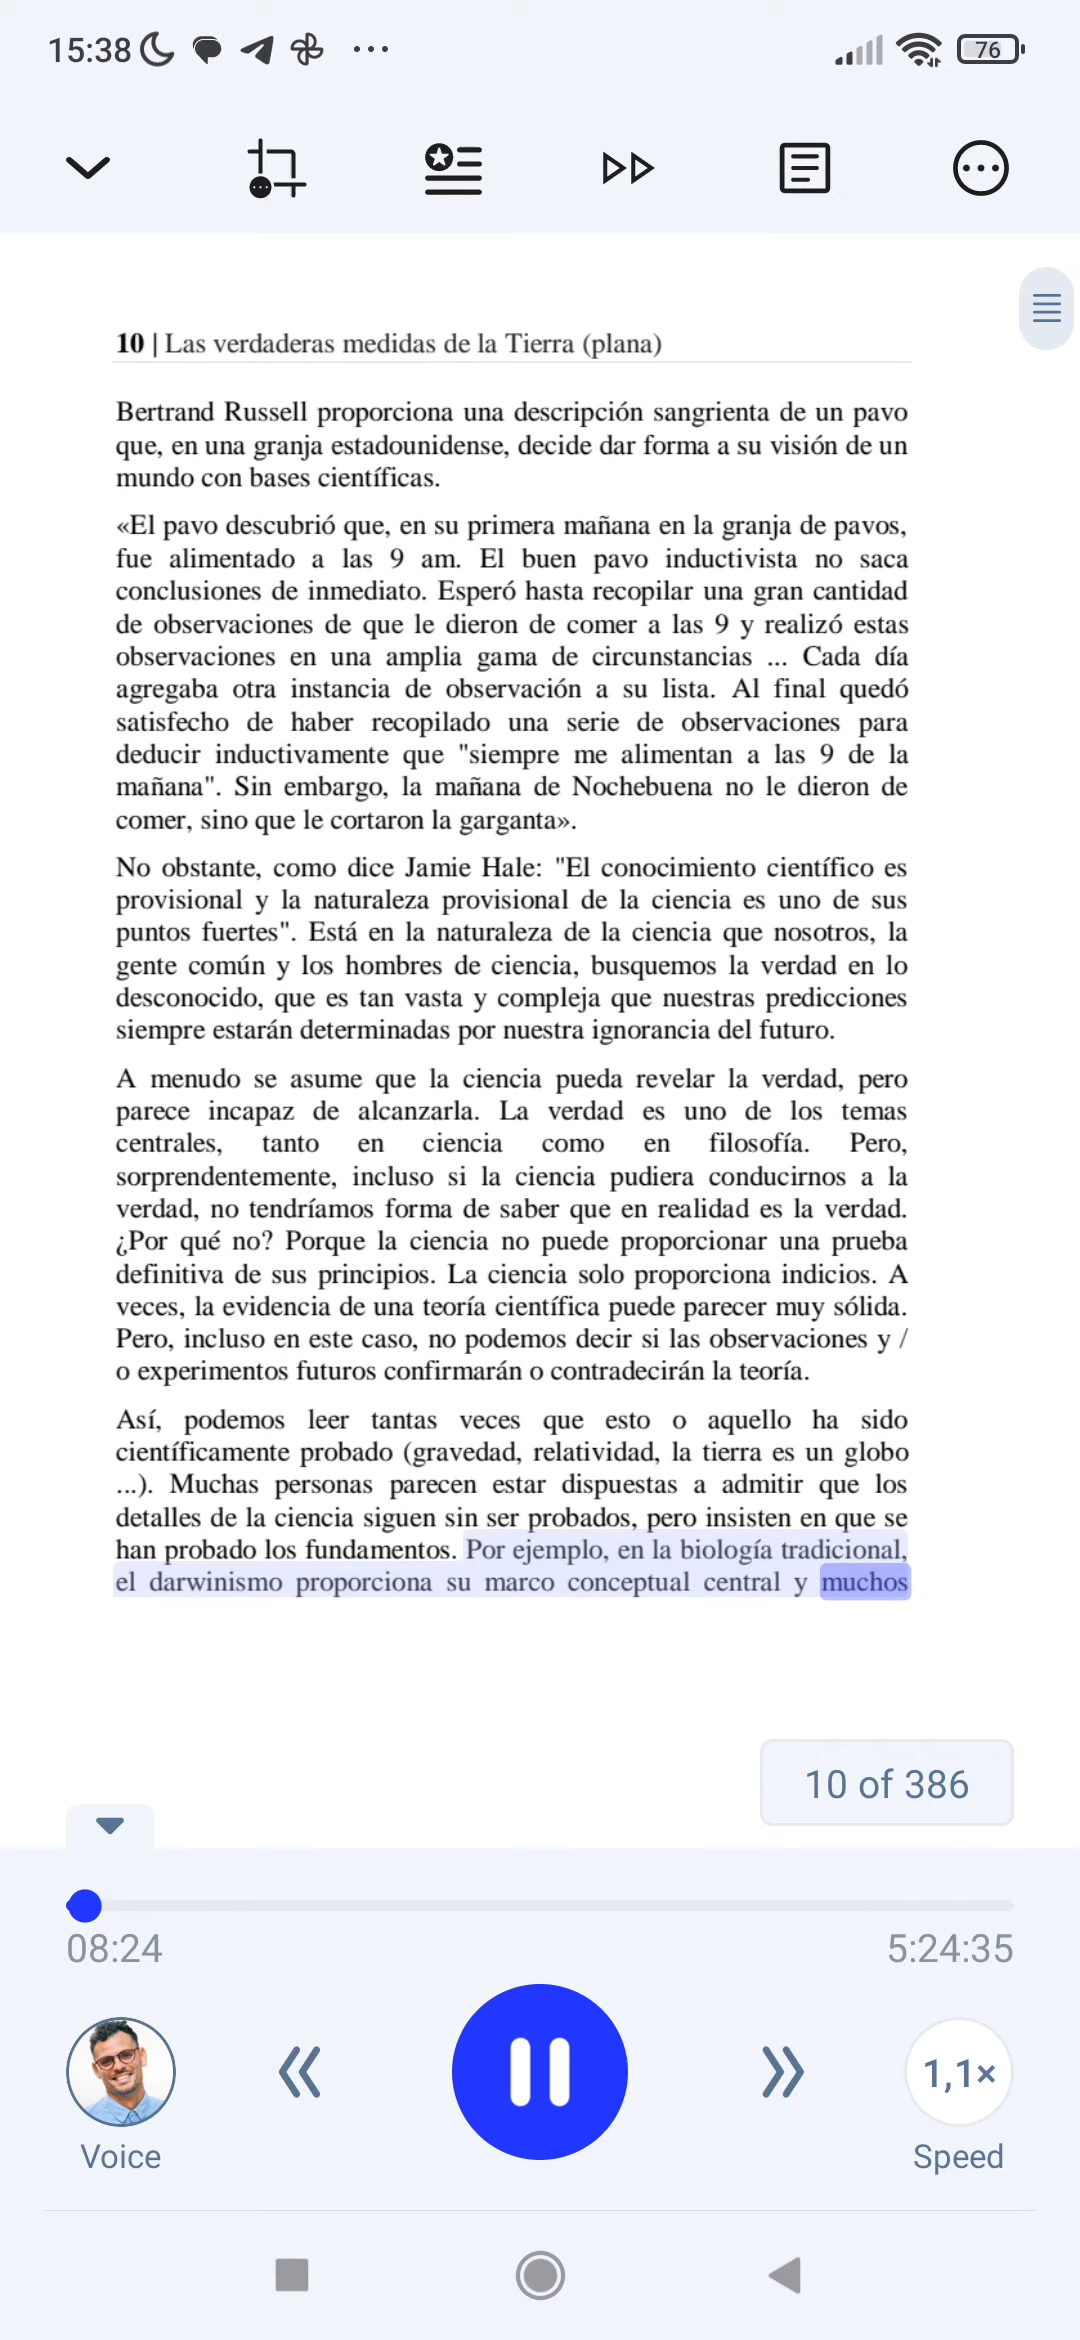 15:38
76
10 | Las verdaderas medidas de la Tierra (plana)
Bertrand Russell proporciona una descripción sangrienta de un pavo
que, en una granja estadounidense, decide dar forma a su visión de un
mundo con bases científicas.
«El pavo descubrió que, en su primera mañana en la granja de pavos,
fue alimentado a las 9 am. El buen pavo inductivista no saca
conclusiones de inmediato. Esperó hasta recopilar una gran cantidad
de observaciones de que le dieron de comer a las 9 y realizó estas
observaciones en una amplia gama de circunstancias ... Cada día
agregaba otra instancia de observación a su lista. Al final quedó
satisfecho de haber recopilado una serie de observaciones para
deducir inductivamente que "siempre me alimentan a las 9 de la
mañana". Sin embargo, la mañana de Nochebuena no le dieron de
comer, sino que le cortaron la garganta».
No obstante, como dice Jamie Hale: "El conocimiento científico es
provisional y la naturaleza provisional de la ciencia es uno de sus
puntos fuertes". Está en la naturaleza de la ciencia que nosotros, la
gente común y los hombres de ciencia, busquemos la verdad en lo
desconocido, que es tan vasta y compleja que nuestras predicciones
siempre estarán determinadas por nuestra ignorancia del futuro.
A menudo se asume que la ciencia pueda revelar la verdad, pero
parece incapaz de alcanzarla. La verdad es uno de los temas
centrales, tanto en ciencia como en filosofía. Pero,
sorprendentemente, incluso si la ciencia pudiera conducirnos a la
verdad, no tendríamos forma de saber que en realidad es la verdad.
¿Por qué no? Porque la ciencia no puede proporcionar una prueba
definitiva de sus principios. La ciencia solo proporciona indicios. A
veces, la evidencia de una teoría científica puede parecer muy sólida.
Pero, incluso en este caso, no podemos decir si las observaciones y /
o experimentos futuros confirmarán o contradecirán la teoría.
Así, podemos leer tantas veces que esto o aquello ha sido
científicamente probado (gravedad, relatividad, la tierra es un globo
...). Muchas personas parecen estar dispuestas a admitir que los
detalles de la ciencia siguen sin ser probados, pero insisten en que se
han probado los fundamentos. Por ejemplo, en la biología tradicional,
el darwinismo proporciona su marco conceptual central y muchos
10 of 386
08:24
5:24:35
1,1×
Voice
Speed